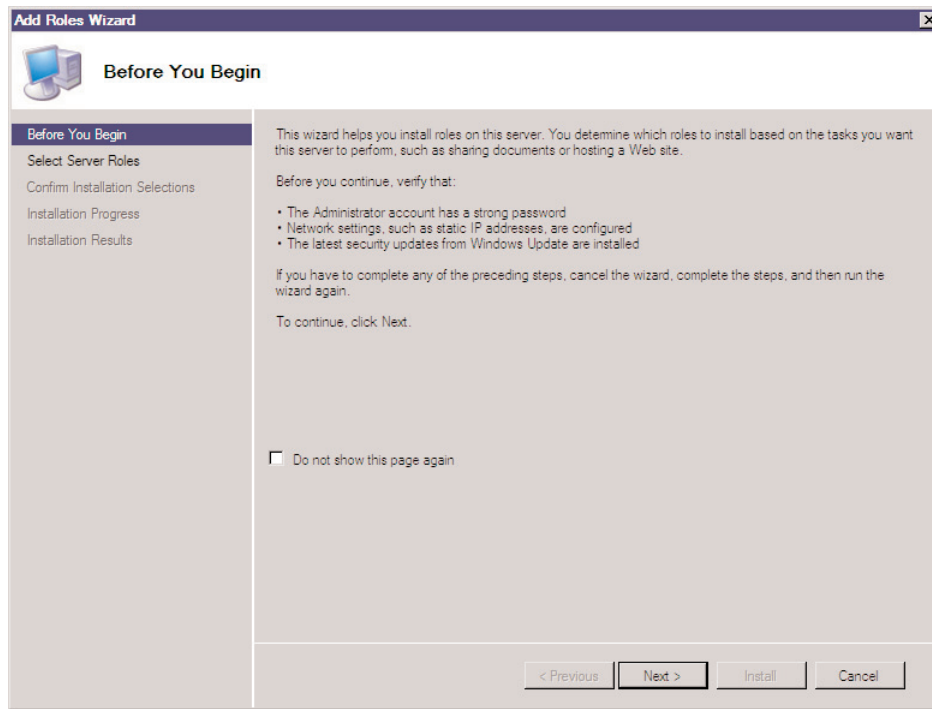 Add Roles Wizard
Before You Begin
Before You Begin
Select Server Roles
Confirm Installation Selections
Installation Progress
Installation Results
This wizard helps you install roles on this server. You determine which roles to install based on the tasks you want
this server to perform, such as sharing documents or hosting a Web site.
Before you continue, verify that:
• The Administrator account has a strong password
• Network settings, such as static IP addresses, are configured
• The latest security updates from Windows Update are installed
If you have to complete any of the preceding steps, cancel the wizard, complete the steps, and then run the
wizard again.
To continue, click Next.
Do not show this page again
< Previous
Next >
Install
Cancel